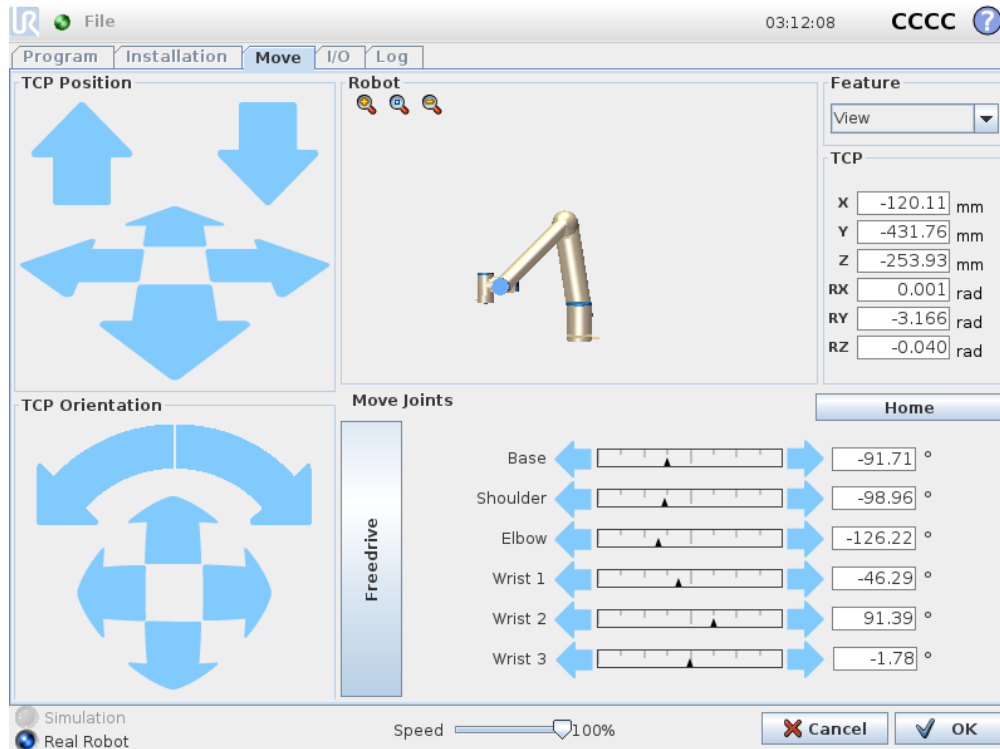 UR File 03:12:08 CCCC ?
Program Installation Move I/O Log
TCP Position
Robot
Feature
View
TCP
X -120.11 mm
Y -431.76 mm
Z -253.93 mm
RX 0.001 rad
RY -3.166 rad
RZ -0.040 rad
TCP Orientation
Move Joints
Home
Freedrive
Base -91.71 °
Shoulder -98.96 °
Elbow -126.22 °
Wrist 1 -46.29 °
Wrist 2 91.39 °
Wrist 3 -1.78 °
Simulation
Real Robot
Speed 100%
Cancel
OK